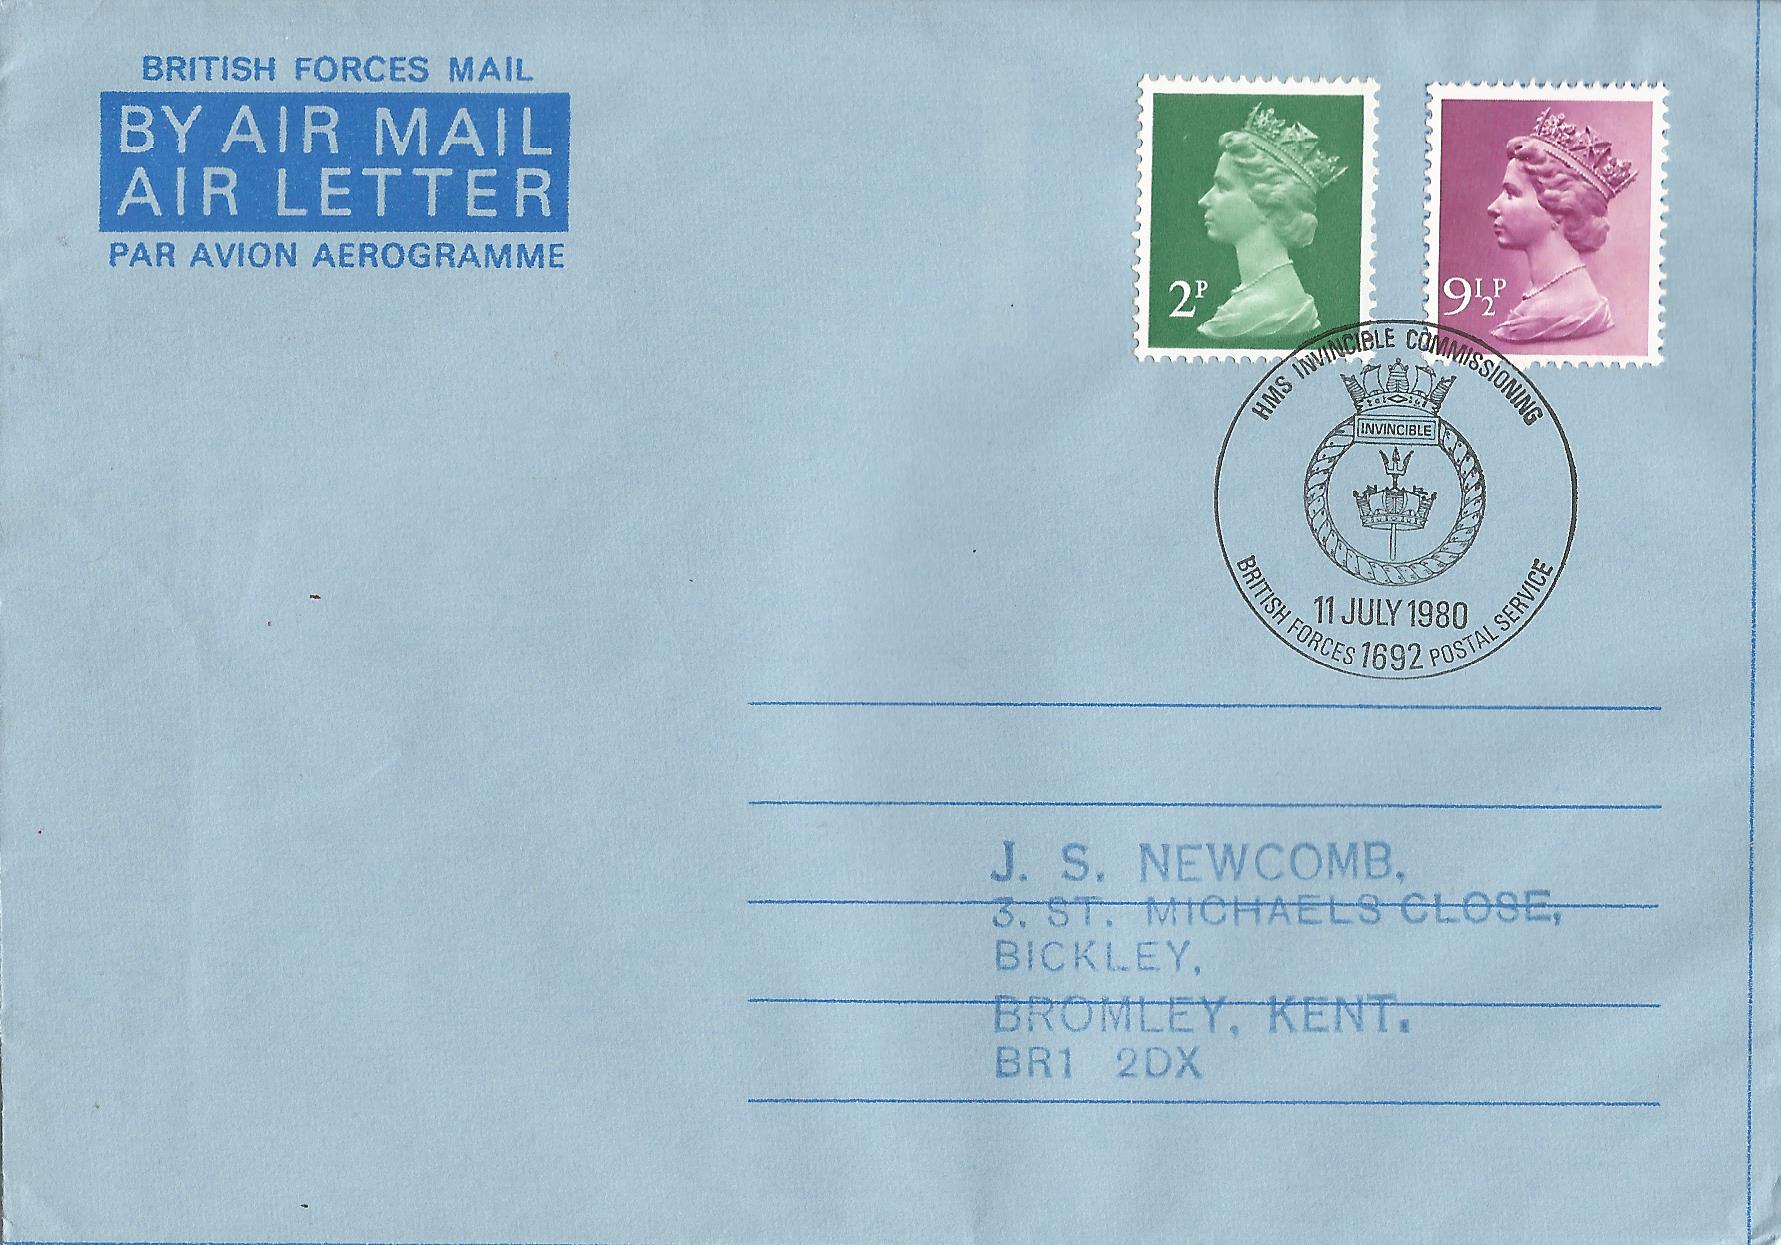 BRITISH FORCES MAIL
BY AIR MAIL
AIR LETTER
PAR AVION AEROGRAMME
2P
9½P
HMS INVINCIBLE COMMISSIONING
INVINCIBLE
11 JULY 1980
BRITISH FORCES 1692 POSTAL SERVICE
J. S. NEWCOMB,
3. ST. MICHAELS CLOSE,
BICKLEY,
BROMLEY, KENT.
BR1 2DX